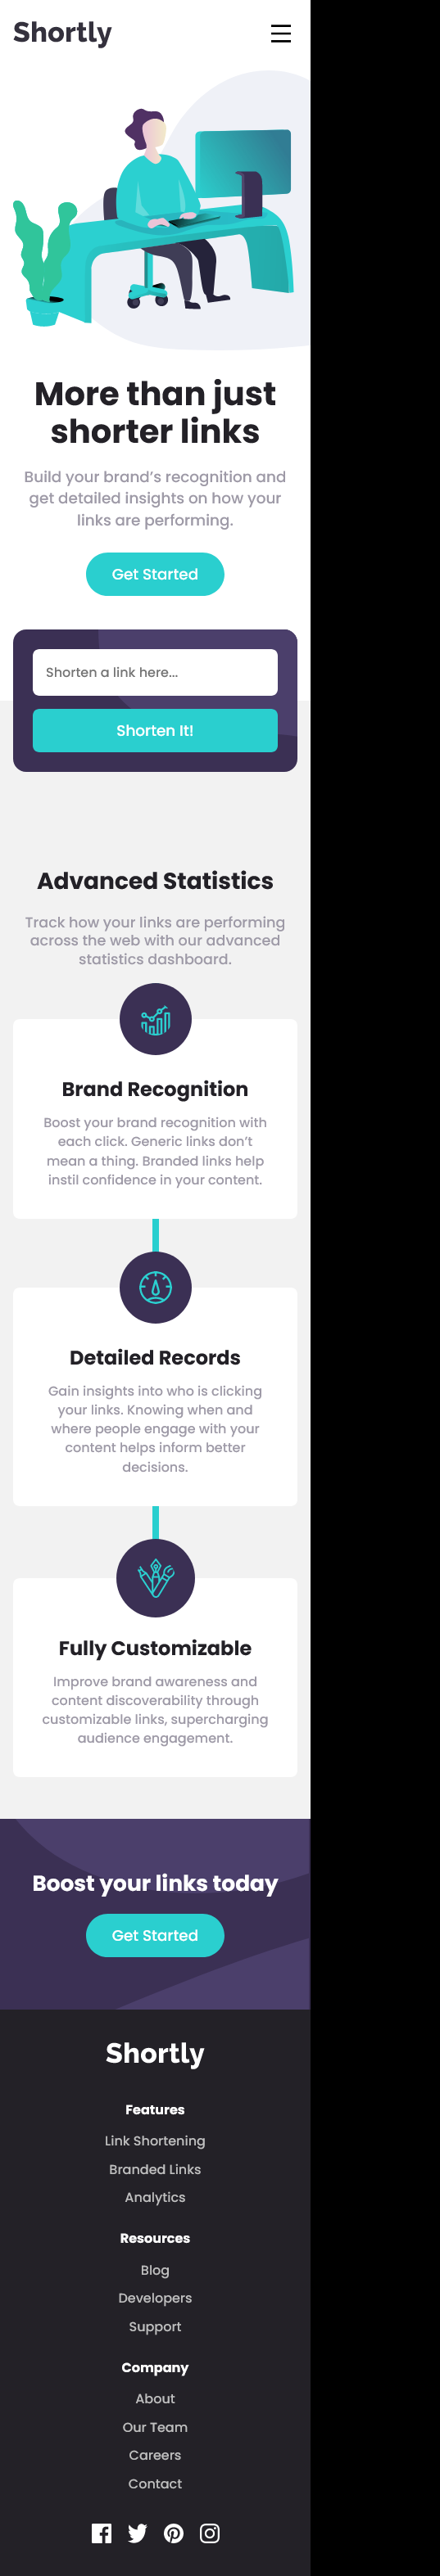 Shortly
More than just
shorter links
Build your brand's recognition and
get detailed insights on how your
links are performing.
Get Started
Shorten a link here...
Shorten It!
Advanced Statistics
Track how your links are performing
across the web with our advanced
statistics dashboard.
Brand Recognition
Boost your brand recognition with
each click. Generic links don't
mean a thing. Branded links help
instil confidence in your content.
Detailed Records
Gain insights into who is clicking
your links. Knowing when and
where people engage with your
content helps inform better
decisions.
Fully Customizable
Improve brand awareness and
content discoverability through
customizable links, supercharging
audience engagement.
Boost your links today
Get Started
Shortly
Features
Link Shortening
Branded Links
Analytics
Resources
Blog
Developers
Support
Company
About
Our Team
Careers
Contact